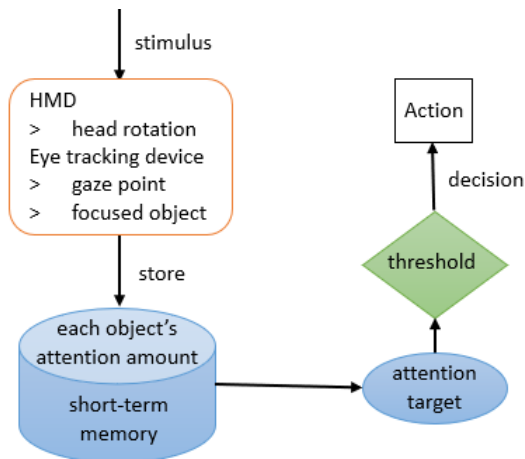 stimulus
HMD
> head rotation
Eye tracking device
> gaze point
> focused object
store
each object's
attention amount
short-term
memory
attention
target
threshold
decision
Action